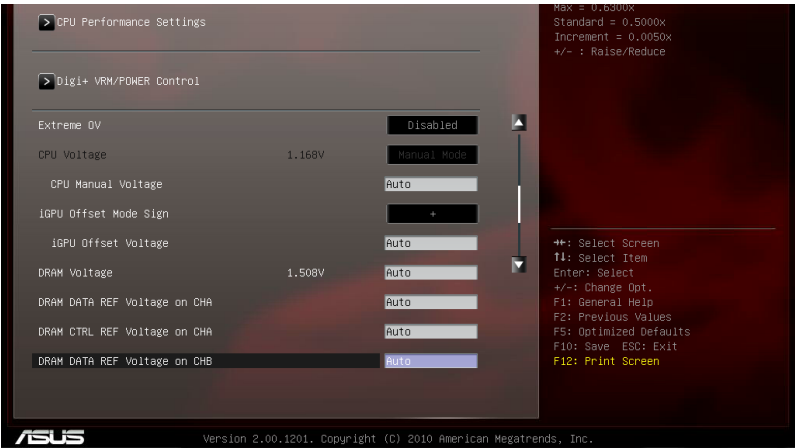 CPU Performance Settings
Digi+ VRM/POWER Control
Extreme OV Disabled
CPU Voltage 1.168V Manual Mode
CPU Manual Voltage Auto
iGPU Offset Mode Sign +
iGPU Offset Voltage Auto
DRAM Voltage 1.508V Auto
DRAM DATA REF Voltage on CHA Auto
DRAM CTRL REF Voltage on CHA Auto
DRAM DATA REF Voltage on CHB Auto
Max = 0.6300x
Standard = 0.5000x
Increment = 0.0050x
+/- : Raise/Reduce
→←: Select Screen
↑↓: Select Item
Enter: Select
+/-: Change Opt.
F1: General Help
F2: Previous Values
F5: Optimized Defaults
F10: Save ESC: Exit
F12: Print Screen
ASUS
Version 2.00.1201. Copyright (C) 2010 American Megatrends, Inc.